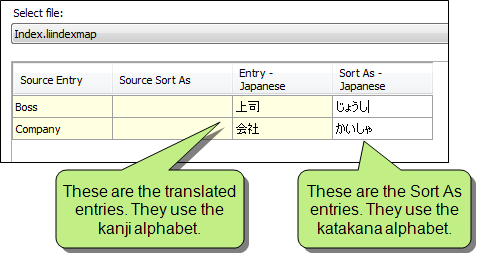 Select file:
Index.liindexmap
Source Entry
Source Sort As
Entry -
Japanese
Sort As -
Japanese
Boss
上司
じょうし
Company
会社
かいしゃ
These are the translated
entries. They use the
kanji alphabet.
These are the Sort As
entries. They use the
katakana alphabet.